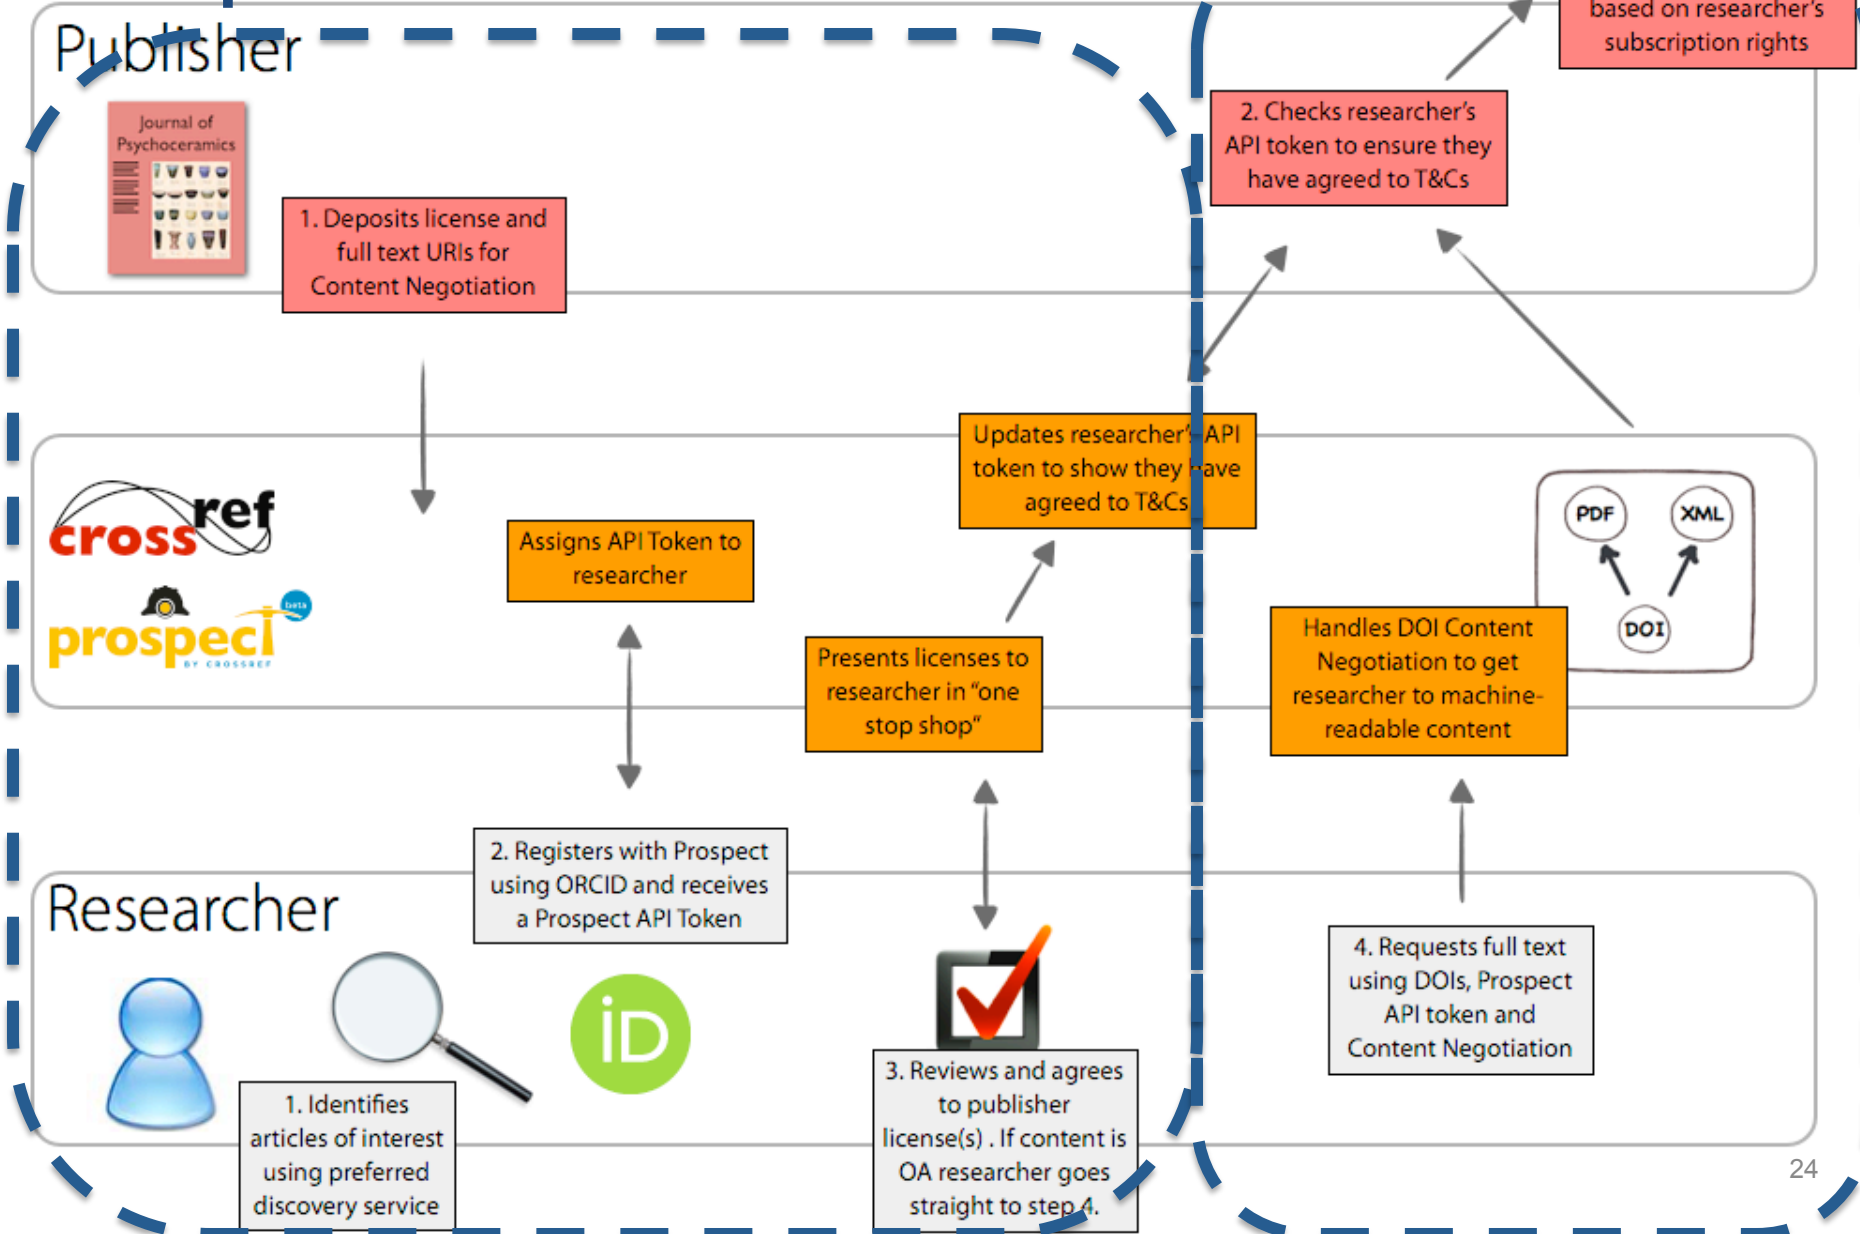 Publisher
based on researcher's
subscription rights
Journal of
Psychoceramics
2. Checks researcher's
API token to ensure they
have agreed to T&Cs
1. Deposits license and
full text URIs for
Content Negotiation
Updates researcher's API
token to show they have
agreed to T&Cs
crossref
prospect
beta
BY CROSSREF
Assigns API Token to
researcher
Presents licenses to
researcher in “one
stop shop”
PDF
XML
DOI
Handles DOI Content
Negotiation to get
researcher to machine-
readable content
Researcher
2. Registers with Prospect
using ORCID and receives
a Prospect API Token
iD
1. Identifies
articles of interest
using preferred
discovery service
3. Reviews and agrees
to publisher
license(s) . If content is
OA researcher goes
straight to step 4.
4. Requests full text
using DOIs, Prospect
API token and
Content Negotiation
24